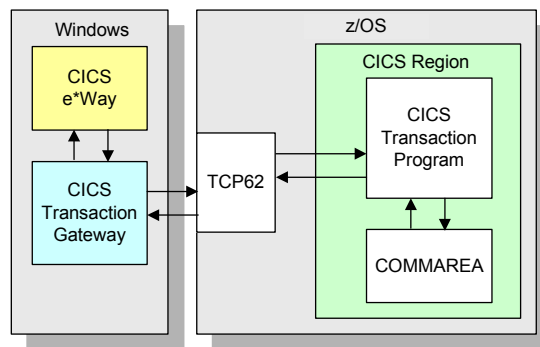 Windows
CICS
e*Way
CICS
Transaction
Gateway
TCP62
z/OS
CICS Region
CICS
Transaction
Program
COMMAREA